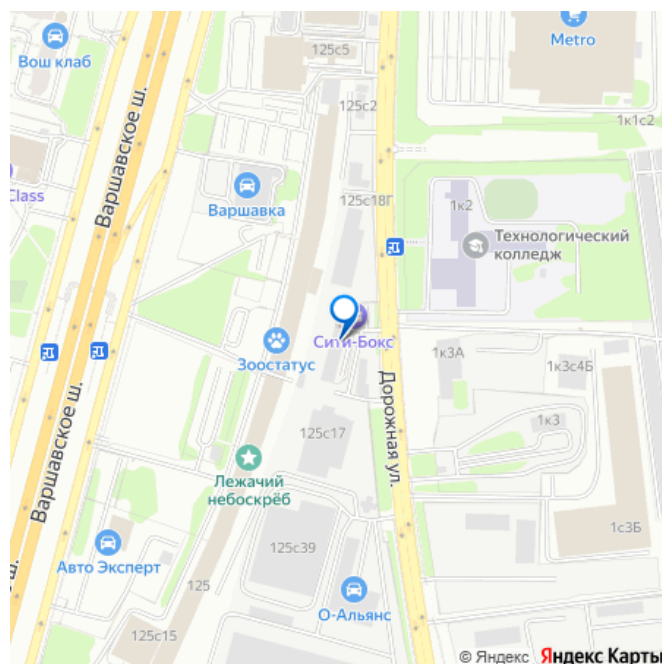 125с5
Metro
Вош клаб
125с2
1к1с2
Варшавское ш.
Class
125с18Г
1к2
Варшавка
Технологический
колледж
Сити-Бокс
Зоостатус
1к3А
1к3с4Б
Дорожная ул.
Варшавское ш.
1к3
125с17
Лежачий
небоскрёб
1с3Б
125с39
Авто Эксперт
ш.
125
О-Альянс
125с15
© Яндекс Яндекс Карты